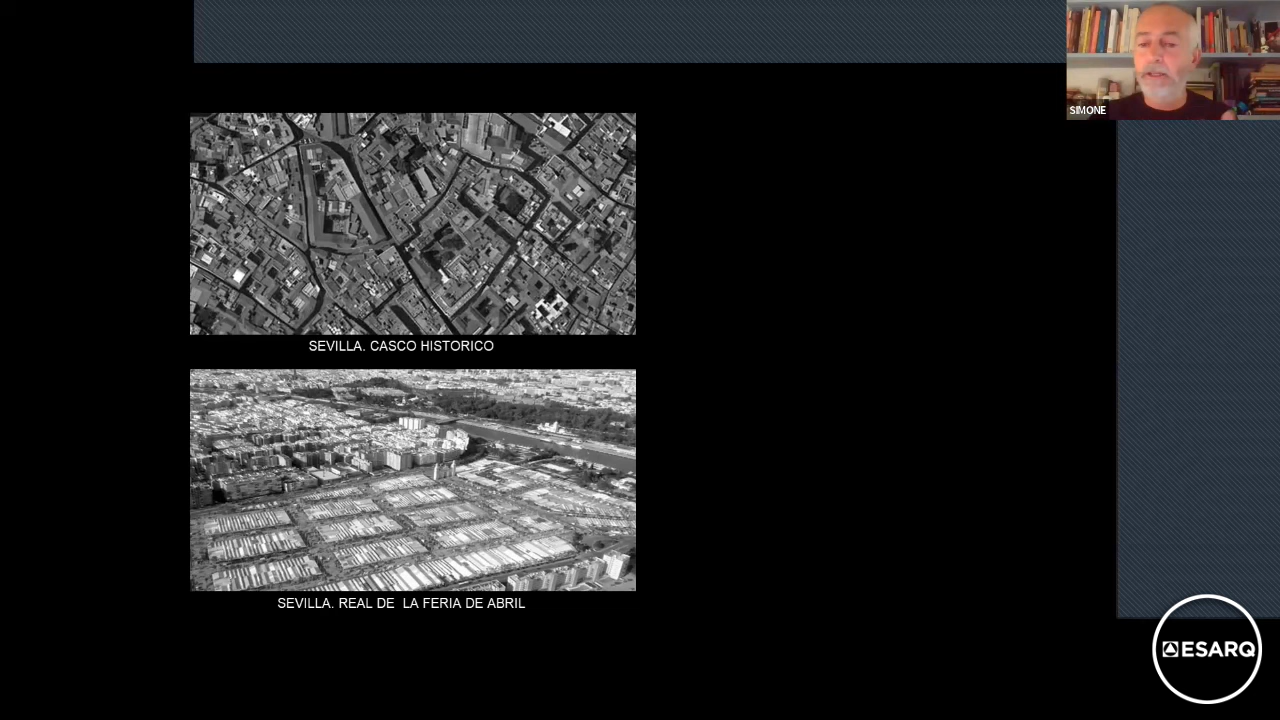 SIMONE
SEVILLA. CASCO HISTORICO
SEVILLA. REAL DE LA FERIA DE ABRIL
ESARQ